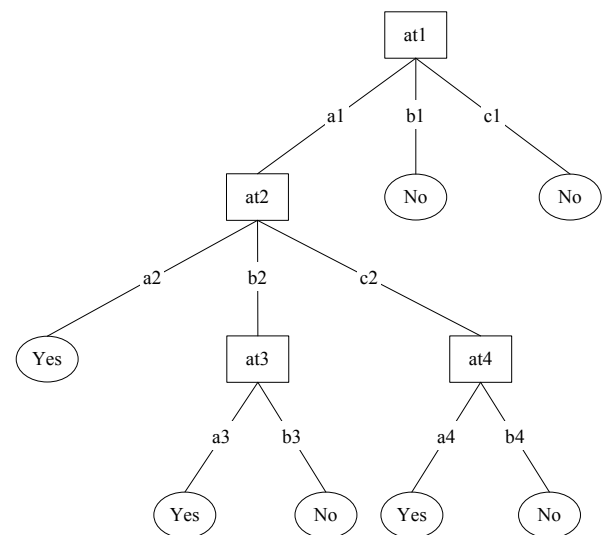 at1
a1 b1 c1
at2 No No
a2 b2 c2
Yes at3 at4
a3 b3 a4 b4
Yes No Yes No